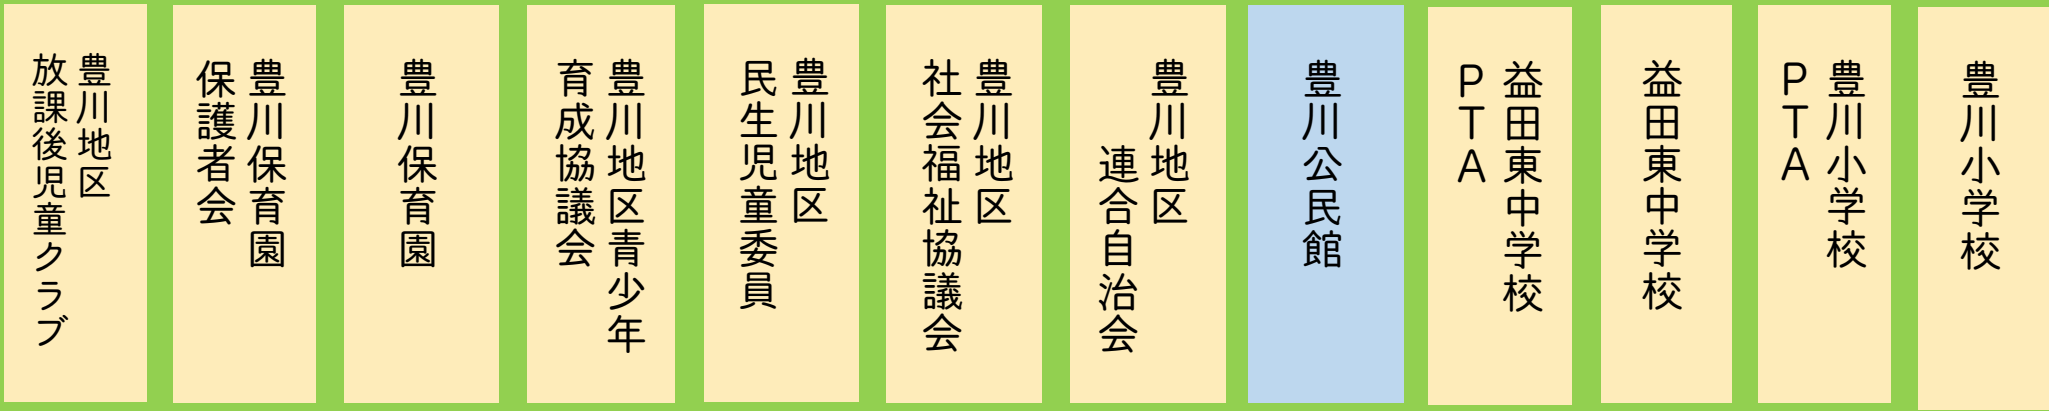 豊川小学校
豊川小学校
PTA
益田東中学校
益田東中学校
PTA
豊川公民館
豊川地区
連合自治会
豊川地区
社会福祉協議会
豊川地区
民生児童委員
豊川地区青少年
育成協議会
豊川保育園
豊川保育園
保護者会
豊川地区
放課後児童クラブ